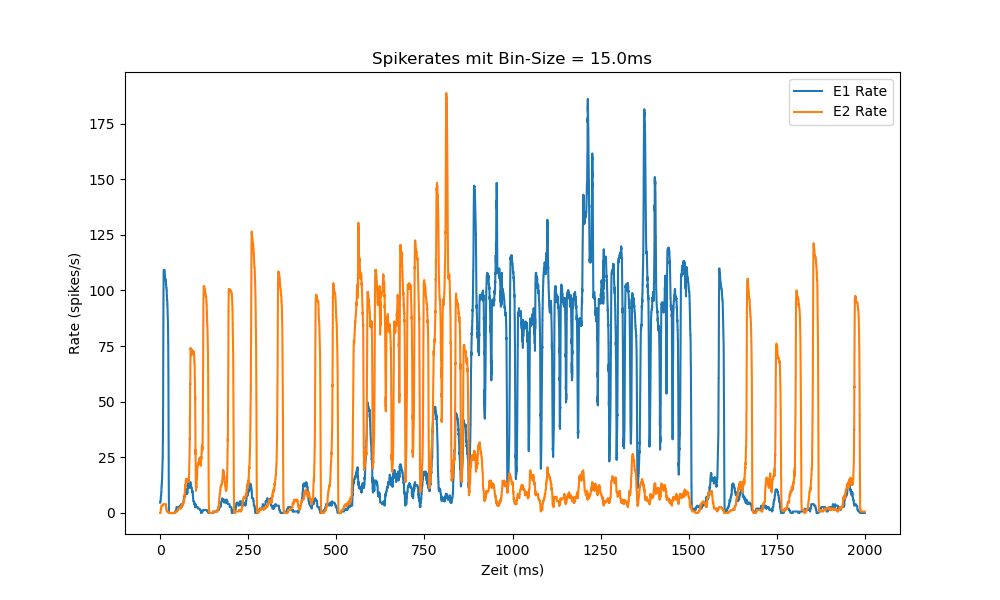 Spikerates mit Bin-Size = 15.0ms
E1 Rate
E2 Rate
175
150
125
100
75
50
25
0
Rate (spikes/s)
0 250 500 750 1000 1250 1500 1750 2000
Zeit (ms)